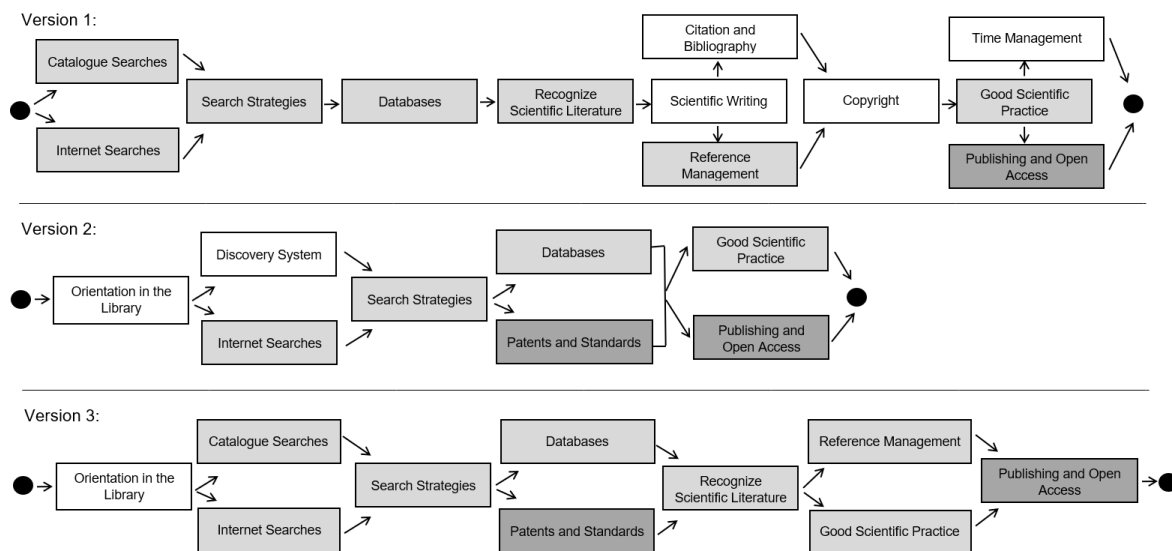 Version 1:
Catalogue Searches
Internet Searches
Search Strategies
Databases
Recognize
Scientific Literature
Citation and
Bibliography
Scientific Writing
Reference
Management
Copyright
Time Management
Good Scientific
Practice
Publishing and Open
Access
Version 2:
Orientation in the
Library
Discovery System
Internet Searches
Search Strategies
Databases
Patents and Standards
Good Scientific
Practice
Publishing and
Open Access
Version 3:
Orientation in the
Library
Catalogue Searches
Internet Searches
Search Strategies
Databases
Patents and Standards
Recognize
Scientific Literature
Reference Management
Good Scientific Practice
Publishing and Open
Access